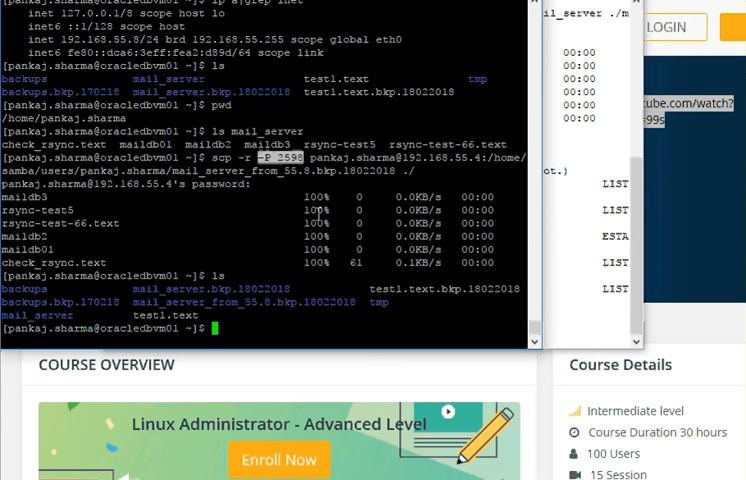 [pankaj.sharma@oracledbvm01 ~]$ ip a|grep inet
inet 127.0.0.1/8 scope host lo
inet6 ::1/128 scope host
inet 192.168.55.8/24 brd 192.168.55.255 scope global eth0
inet6 fe80::dca6:3eff:fea2:d89d/64 scope link
[pankaj.sharma@oracledbvm01 ~]$ ls
backups mail_server test1.text tmp
backups.bkp.170218 mail_server.bkp.18022018 test1.text.bkp.18022018
[pankaj.sharma@oracledbvm01 ~]$ pwd
/home/pankaj.sharma
[pankaj.sharma@oracledbvm01 ~]$ ls mail_server
check_rsync.text maildb01 maildb2 maildb3 rsync-test5 rsync-test-66.text
[pankaj.sharma@oracledbvm01 ~]$ scp -r -P 2598 pankaj.sharma@192.168.55.4:/home/
samba/users/pankaj.sharma/mail_server_from_55.8.bkp.18022018 ./
pankaj.sharma@192.168.55.4's password:
maildb3 100% 0 0.0KB/s 00:00
rsync-test5 100% 0 0.0KB/s 00:00
rsync-test-66.text 100% 0 0.0KB/s 00:00
maildb2 100% 0 0.0KB/s 00:00
maildb01 100% 0 0.0KB/s 00:00
check_rsync.text 100% 61 0.1KB/s 00:00
[pankaj.sharma@oracledbvm01 ~]$ ls
backups mail_server.bkp.18022018 test1.text.bkp.18022018
backups.bkp.170218 mail_server_from_55.8.bkp.18022018 tmp
mail_server test1.text
[pankaj.sharma@oracledbvm01 ~]$
il_server ./m
00:00
00:00
00:00
00:00
00:00
00:00
ot.)
LIST
LIST
ESTA
LIST
LIST
LOGIN
tube.com/watch?
=99s
COURSE OVERVIEW
Linux Administrator - Advanced Level
Enroll Now
Course Details
Intermediate level
Course Duration 30 hours
100 Users
15 Session